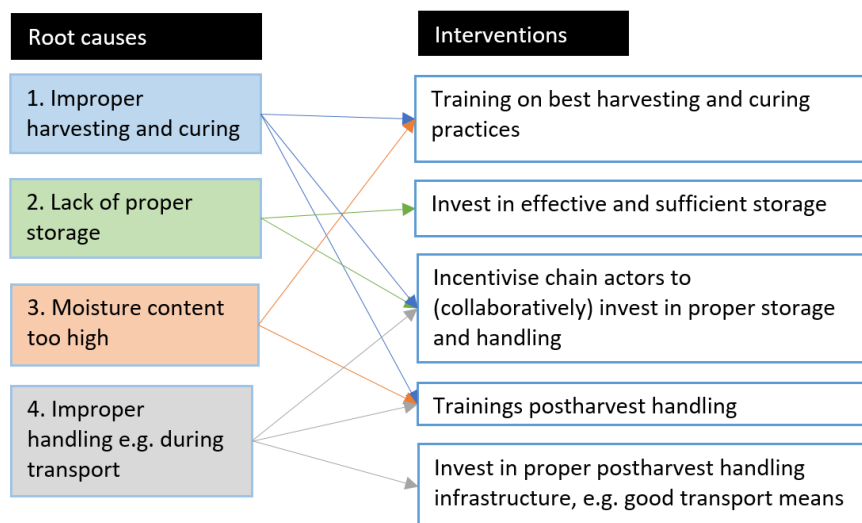 Root causes
Interventions
1. Improper
harvesting and curing
2. Lack of proper
storage
3. Moisture content
too high
4. Improper
handling e.g. during
transport
Training on best harvesting and curing
practices
Invest in effective and sufficient storage
Incentivise chain actors to
(collaboratively) invest in proper storage
and handling
Trainings postharvest handling
Invest in proper postharvest handling
infrastructure, e.g. good transport means